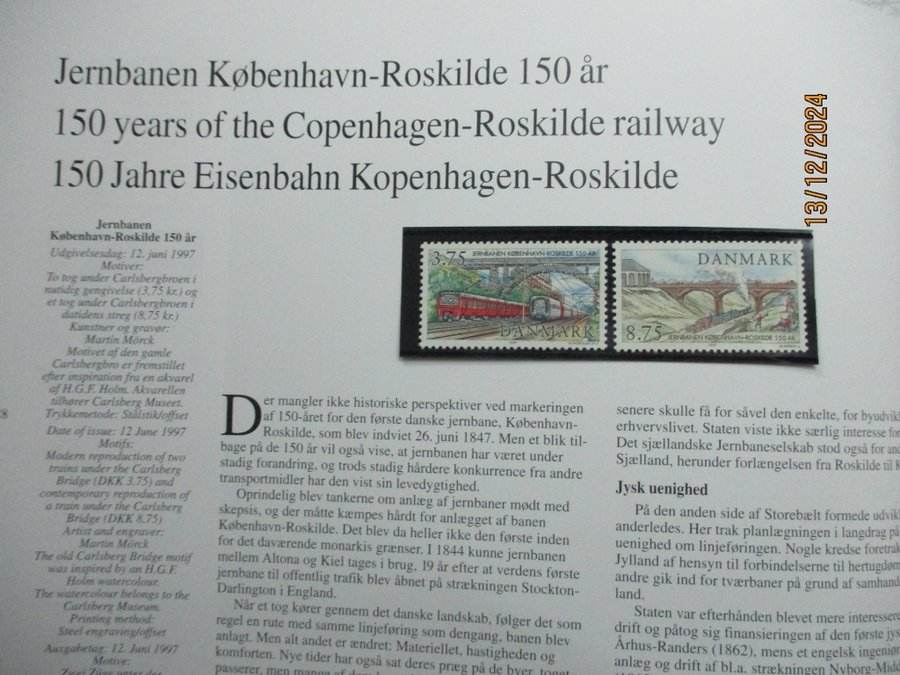 Jernbanen København-Roskilde 150 år
150 years of the Copenhagen-Roskilde railway
150 Jahre Eisenbahn Kopenhagen-Roskilde
13/12/2024
Jernbanen
København-Roskilde 150 år
Udgivelsesdag: 12. juni 1997
Motiver:
To tog under Carlsbergbroen i
nutidig gengivelse (3,75 kr.) og
et tog under Carlsbergbroen i
datidens streg (8,75 kr.)
Kunstner og gravør:
Martin Mörck
Motivet af den gamle
Carlsbergbro er fremstillet
efter inspiration fra en akvarel
af H.G.F. Holm. Akvarellen
tilhører Carlsberg Museet.
Trykkemetode: Stålstik/offset
Date of issue: 12 June 1997
Motifs:
Modern reproduction of two
trains under the Carlsberg
Bridge (DKK 3.75) and
contemporary reproduction of
a train under the Carlsberg
Bridge (DKK 8.75)
Artist and engraver:
Martin Mörck
The old Carlsberg Bridge motif
was inspired by an H.G.F.
Holm watercolour.
The watercolour belongs to the
Carlsberg Museum.
Printing method:
Steel engraving/offset
Ausgabetag: 12. Juni 1997
Motive:
Zwei Züge unter der
8
3.75 JERNBANEN KØBENHAVN-ROSKILDE 150 ÅR
DANMARK
DANMARK
8.75 JERNBANEN KØBENHAVN-ROSKILDE 150 ÅR
Der mangler ikke historiske perspektiver ved markeringen
af 150-året for den første danske jernbane, København-
Roskilde, som blev indviet 26. juni 1847. Men et blik til-
bage på de 150 år vil også vise, at jernbanen har været under
stadig forandring, og trods stadig hårdere konkurrence fra andre
transportmidler har den vist sin levedygtighed.
Oprindelig blev tankerne om anlæg af jernbaner mødt med
skepsis, og der måtte kæmpes hårdt for anlægget af banen
København-Roskilde. Det blev da heller ikke den første inden
for det daværende monarkis grænser. I 1844 kunne jernbanen
mellem Altona og Kiel tages i brug, 19 år efter at verdens første
jernbane til offentlig trafik blev åbnet på strækningen Stockton-
Darlington i England.
Når et tog kører gennem det danske landskab, følger det som
regel en rute med samme linjeføring som dengang, banen blev
anlagt. Men alt andet er ændret: Materiellet, hastigheden og
komforten. Nye tider har også sat deres præg på de byer, toget
passerer, men mange af
senere skulle få for såvel den enkelte, for byudvik
erhvervslivet. Staten viste ikke særlig interesse for
Det sjællandske Jernbaneselskab stod også for an
Sjælland, herunder forlængelsen fra Roskilde til K
Jysk uenighed
På den anden side af Storebælt formede udvikl
anderledes. Her trak planlægningen i langdrag på
uenighed om linjeføringen. Nogle kredse foretrak
Jylland af hensyn til forbindelserne til hertugdøm
andre gik ind for tværbaner på grund af samhand
land.
Staten var efterhånden blevet mere interesser
drift og påtog sig finansieringen af den første jys
Århus-Randers (1862), mens et engelsk ingeniør
anlæg og drift af bl.a. strækningen Nyborg-Midd